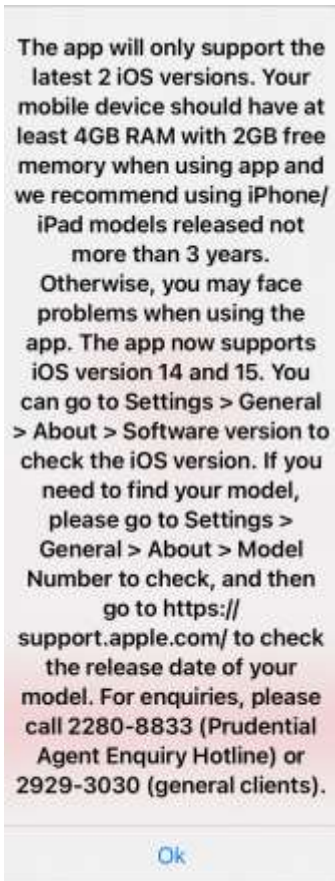 The app will only support the
latest 2 iOS versions. Your
mobile device should have at
least 4GB RAM with 2GB free
memory when using app and
we recommend using iPhone/
iPad models released not
more than 3 years.
Otherwise, you may face
problems when using the
app. The app now supports
iOS version 14 and 15. You
can go to Settings > General
> About > Software version to
check the iOS version. If you
need to find your model,
please go to Settings >
General > About > Model
Number to check, and then
go to https://
support.apple.com/ to check
the release date of your
model. For enquiries, please
call 2280-8833 (Prudential
Agent Enquiry Hotline) or
2929-3030 (general clients).
Ok